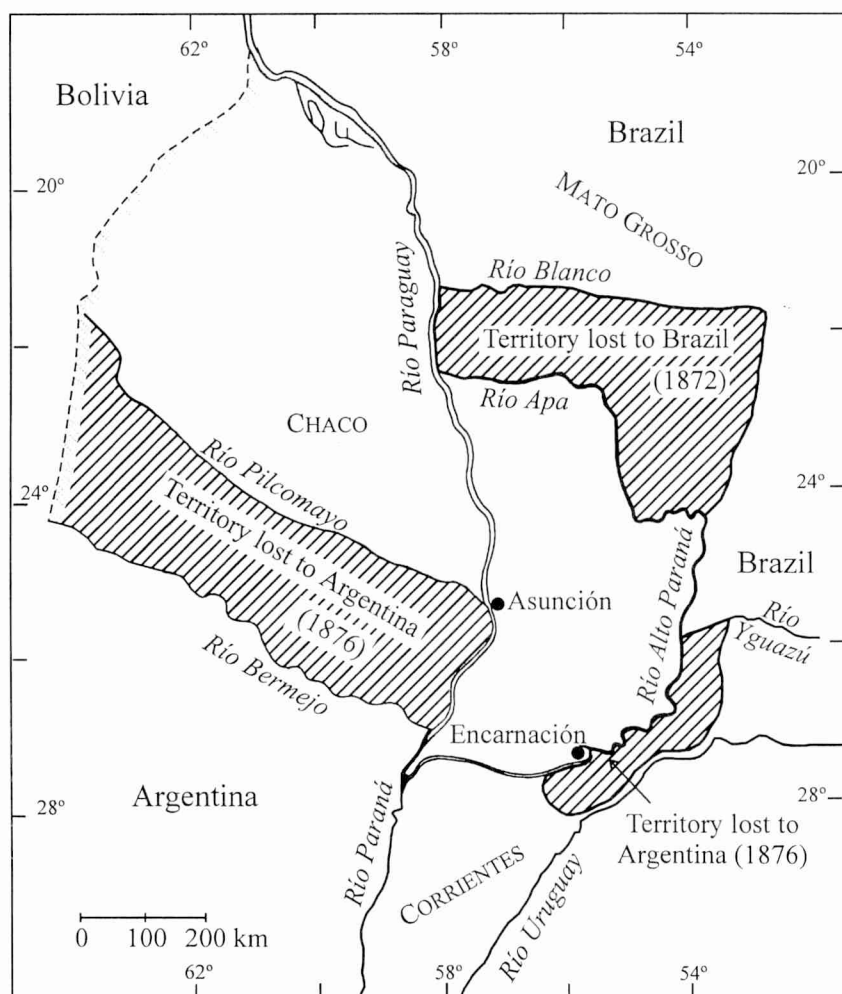 62°
58°
54°
Bolivia
Brazil
20°
20°
MATO GROSSO
Río Blanco
Río Paraguay
Territory lost to Brazil
(1872)
Río Apa
CHACO
Río Pilcomayo
24°
24°
Territory lost to Argentina
(1876)
Río Alto Paraná
Brazil
Asunción
Río
Yguazú
Río Bermejo
Encarnación
Argentina
28°
28°
Río Paraná
Territory lost to
Argentina (1876)
CORRIENTES
Río Uruguay
0 100 200 km
62°
58°
54°